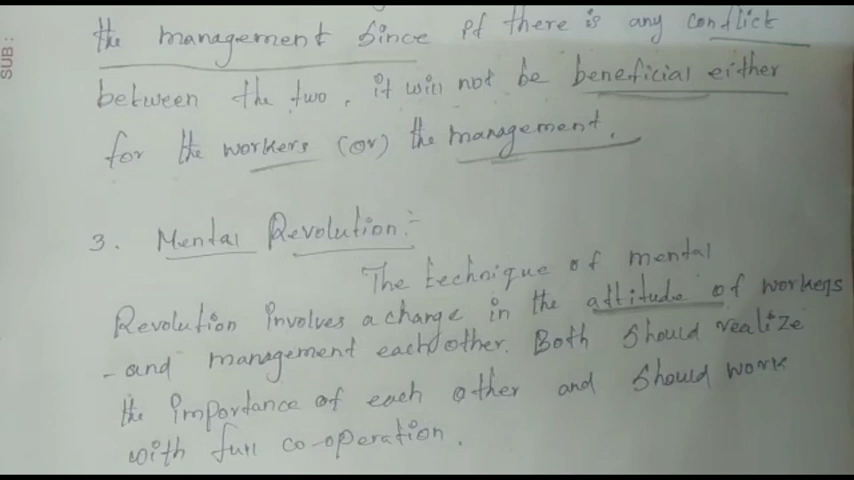 SUB:
the management since if there is any conflick
between the two, it will not be beneficial either
for the workers (or) the management.
3. Mental Revolution:-
The technique of mental
Revolution involves a change in the attitude of workers
- and management each other. Both should realize
the importance of each other and should work
with full co-operation.